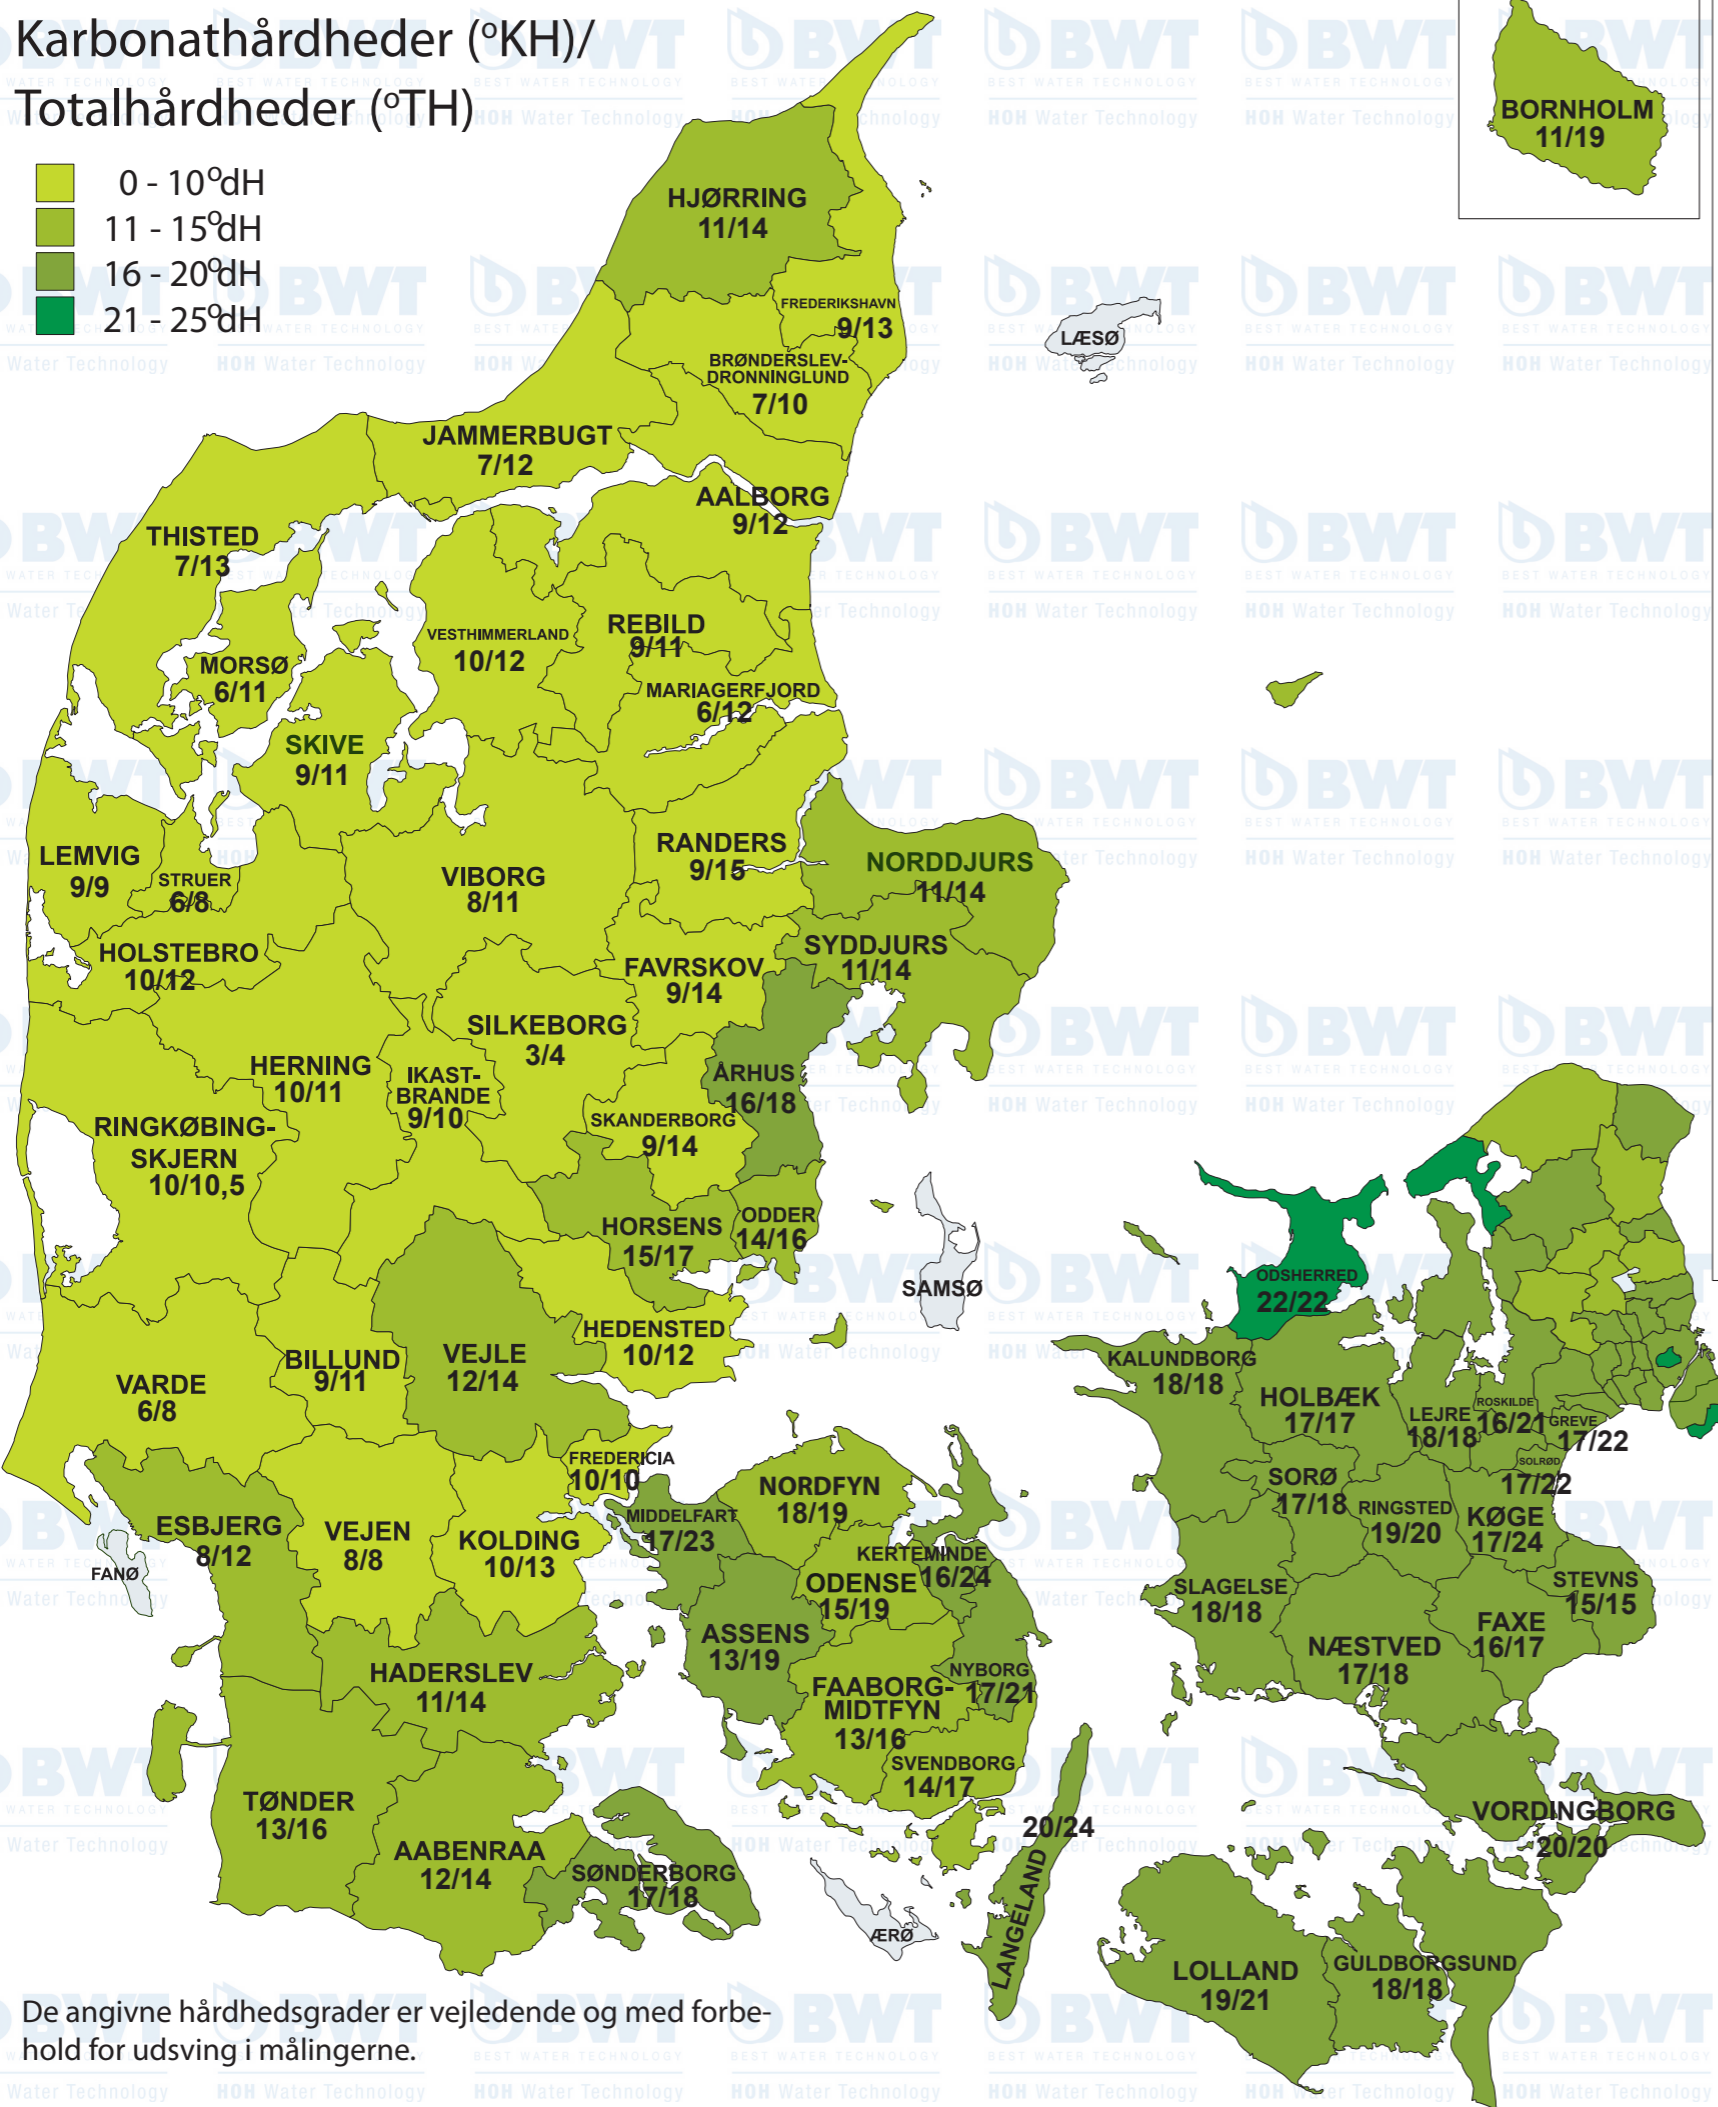 Karbonathårdheder (°KH)/
Totalhårdheder (°TH)
0 - 10°dH
11 - 15°dH
16 - 20°dH
21 - 25°dH
BORNHOLM
11/19
HJØRRING
11/14
FREDERIKSHAVN
9/13
LÆSØ
BRØNDERSLEV-
DRONNINGLUND
7/10
JAMMERBUGT
7/12
AALBORG
9/12
THISTED
7/13
VESTHIMMERLAND
10/12
REBILD
9/11
MORSØ
6/11
MARIAGERFJORD
6/12
SKIVE
9/11
LEMVIG
9/9
STRUER
6/8
VIBORG
8/11
RANDERS
9/15
NORDDJURS
11/14
HOLSTEBRO
10/12
FAVRSKOV
9/14
SYDDJURS
11/14
SILKEBORG
3/4
HERNING
10/11
IKAST-
BRANDE
9/10
ÅRHUS
16/18
SKANDERBORG
9/14
RINGKØBING-
SKJERN
10/10,5
HORSENS
15/17
ODDER
14/16
SAMSØ
ODSHERRED
22/22
HEDENSTED
10/12
VEJLE
12/14
BILLUND
9/11
VARDE
6/8
KALUNDBORG
18/18
HOLBÆK
17/17
LEJRE
18/18
ROSKILDE
16/21
GREVE
17/22
SOLRØD
17/22
FREDERICIA
10/10
NORDFYN
18/19
MIDDELFART
17/23
SORØ
17/18
RINGSTED
19/20
KØGE
17/24
ESBJERG
8/12
VEJEN
8/8
KOLDING
10/13
FANØ
KERTEMINDE
16/24
ODENSE
15/19
SLAGELSE
18/18
STEVNS
15/15
FAXE
16/17
ASSENS
13/19
NÆSTVED
17/18
HADERSLEV
11/14
NYBORG
17/21
FAABORG-
MIDTFYN
13/16
SVENDBORG
14/17
TØNDER
13/16
AABENRAA
12/14
SØNDERBORG
17/18
LANGELAND
20/24
VORDINGBORG
20/20
ÆRØ
LOLLAND
19/21
GULDBORGSUND
18/18
De angivne hårdhedsgrader er vejledende og med forbe-
hold for udsving i målingerne.
BWT
BEST WATER TECHNOLOGY
HOH Water Technology